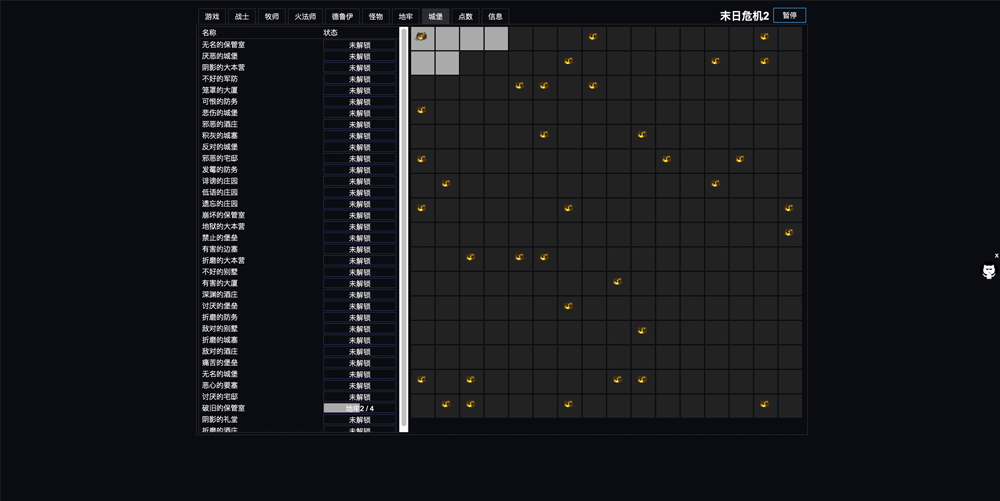 游戏 战士 牧师 火法师 德鲁伊 怪物 地牢 城堡 点数 信息 末日危机2 暂停
名称 状态
无名的保管室 未解锁
厌恶的城堡 未解锁
阴影的大本营 未解锁
不好的军防 未解锁
笼罩的大厦 未解锁
可恨的防务 未解锁
悲伤的城堡 未解锁
邪恶的酒庄 未解锁
积灰的城塞 未解锁
反对的城堡 未解锁
邪恶的宅邸 未解锁
发霉的防务 未解锁
诽谤的庄园 未解锁
低语的庄园 未解锁
遗忘的庄园 未解锁
崩坏的保管室 未解锁
地狱的大本营 未解锁
禁止的堡垒 未解锁
有害的边塞 未解锁
折磨的大本营 未解锁
不好的别墅 未解锁
有害的大厦 未解锁
深渊的酒庄 未解锁
讨厌的堡垒 未解锁
折磨的防务 未解锁
敌对的别墅 未解锁
折磨的城塞 未解锁
敌对的酒庄 未解锁
痛苦的堡垒 未解锁
无名的城堡 未解锁
恶心的要塞 未解锁
讨厌的宅邸 未解锁
破旧的保管室 地牢2 / 4
阴影的礼堂 未解锁
折磨的酒庄 未解锁
x